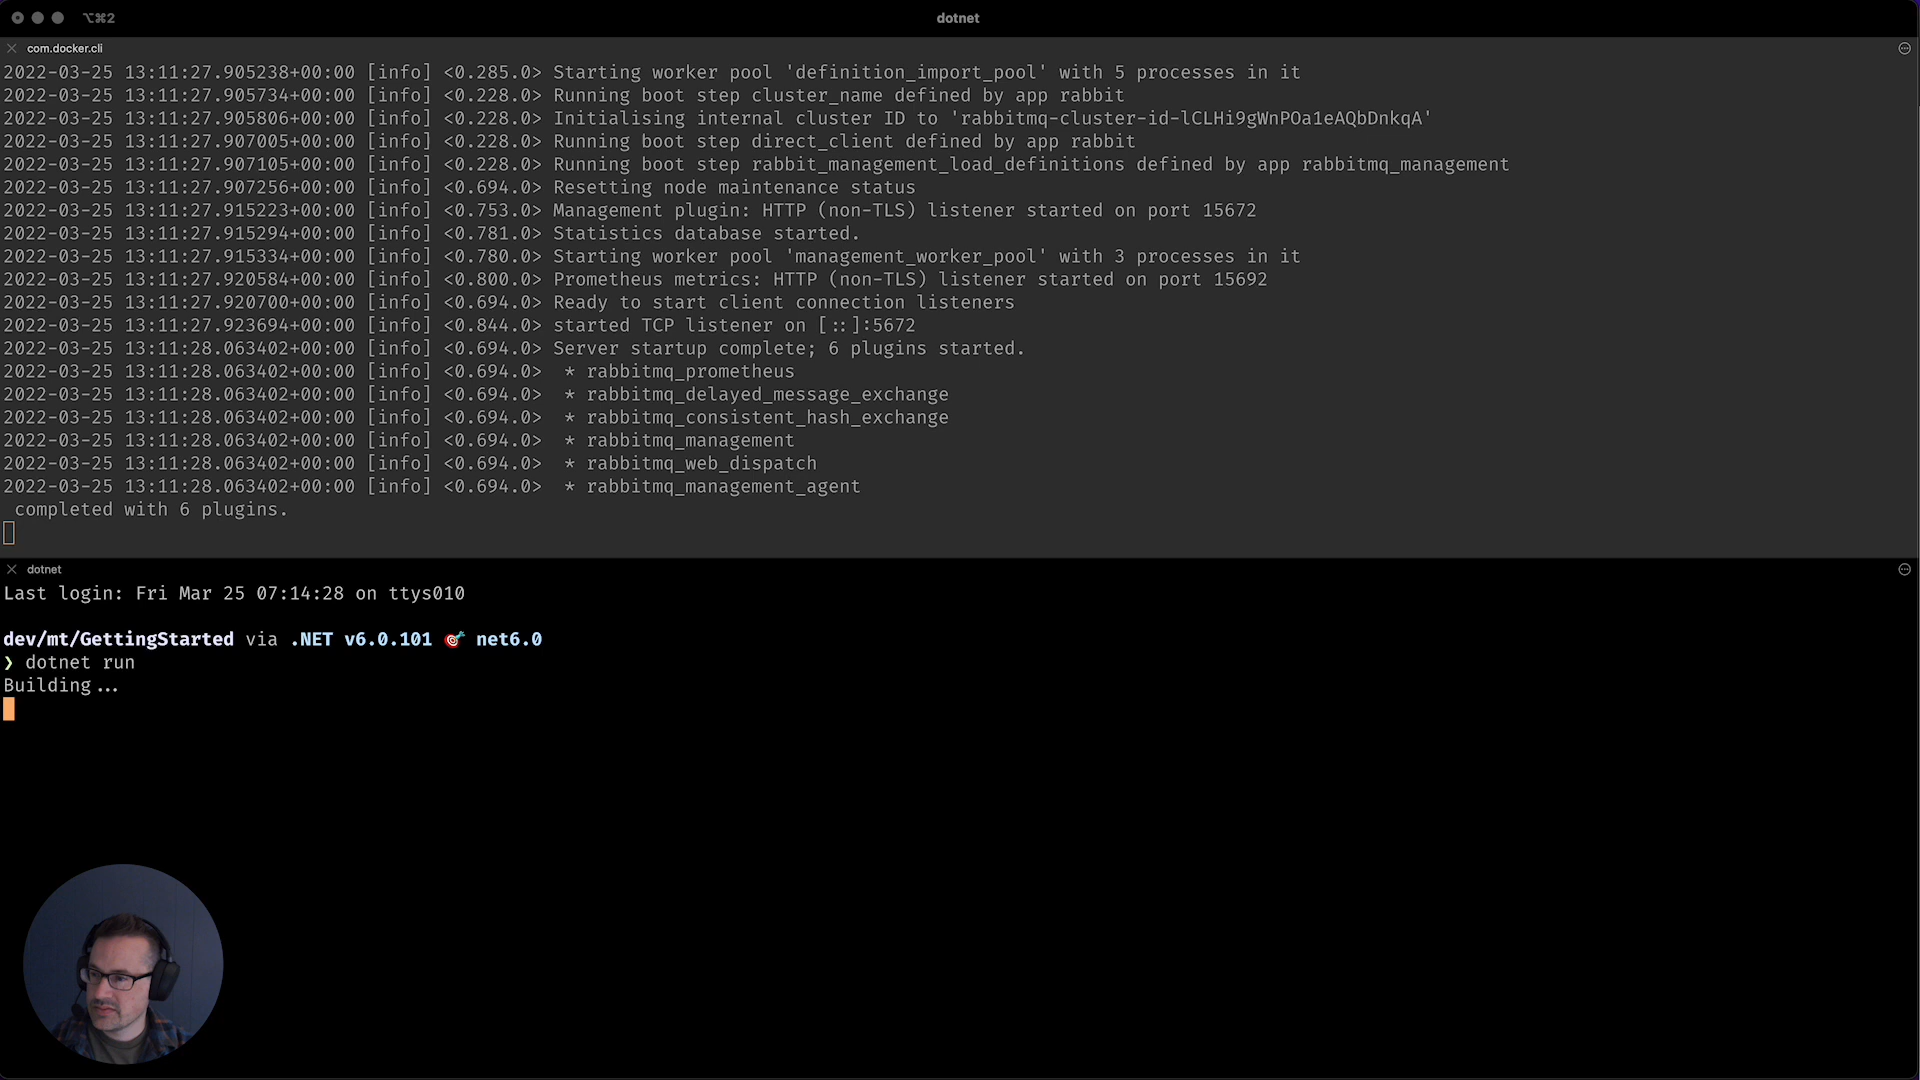 ⌥⌘2
dotnet
com.docker.cli
2022-03-25 13:11:27.905238+00:00 [info] <0.285.0> Starting worker pool 'definition_import_pool' with 5 processes in it
2022-03-25 13:11:27.905734+00:00 [info] <0.228.0> Running boot step cluster_name defined by app rabbit
2022-03-25 13:11:27.905806+00:00 [info] <0.228.0> Initialising internal cluster ID to 'rabbitmq-cluster-id-lCLHi9gWnPOa1eAQbDnkqA'
2022-03-25 13:11:27.907005+00:00 [info] <0.228.0> Running boot step direct_client defined by app rabbit
2022-03-25 13:11:27.907105+00:00 [info] <0.228.0> Running boot step rabbit_management_load_definitions defined by app rabbitmq_management
2022-03-25 13:11:27.907256+00:00 [info] <0.694.0> Resetting node maintenance status
2022-03-25 13:11:27.915223+00:00 [info] <0.753.0> Management plugin: HTTP (non-TLS) listener started on port 15672
2022-03-25 13:11:27.915294+00:00 [info] <0.781.0> Statistics database started.
2022-03-25 13:11:27.915334+00:00 [info] <0.780.0> Starting worker pool 'management_worker_pool' with 3 processes in it
2022-03-25 13:11:27.920584+00:00 [info] <0.800.0> Prometheus metrics: HTTP (non-TLS) listener started on port 15692
2022-03-25 13:11:27.920700+00:00 [info] <0.694.0> Ready to start client connection listeners
2022-03-25 13:11:27.923694+00:00 [info] <0.844.0> started TCP listener on [::]:5672
2022-03-25 13:11:28.063402+00:00 [info] <0.694.0> Server startup complete; 6 plugins started.
2022-03-25 13:11:28.063402+00:00 [info] <0.694.0>  * rabbitmq_prometheus
2022-03-25 13:11:28.063402+00:00 [info] <0.694.0>  * rabbitmq_delayed_message_exchange
2022-03-25 13:11:28.063402+00:00 [info] <0.694.0>  * rabbitmq_consistent_hash_exchange
2022-03-25 13:11:28.063402+00:00 [info] <0.694.0>  * rabbitmq_management
2022-03-25 13:11:28.063402+00:00 [info] <0.694.0>  * rabbitmq_web_dispatch
2022-03-25 13:11:28.063402+00:00 [info] <0.694.0>  * rabbitmq_management_agent
 completed with 6 plugins.
dotnet
Last login: Fri Mar 25 07:14:28 on ttys010
dev/mt/GettingStarted via .NET v6.0.101 🎯 net6.0
❯ dotnet run
Building...